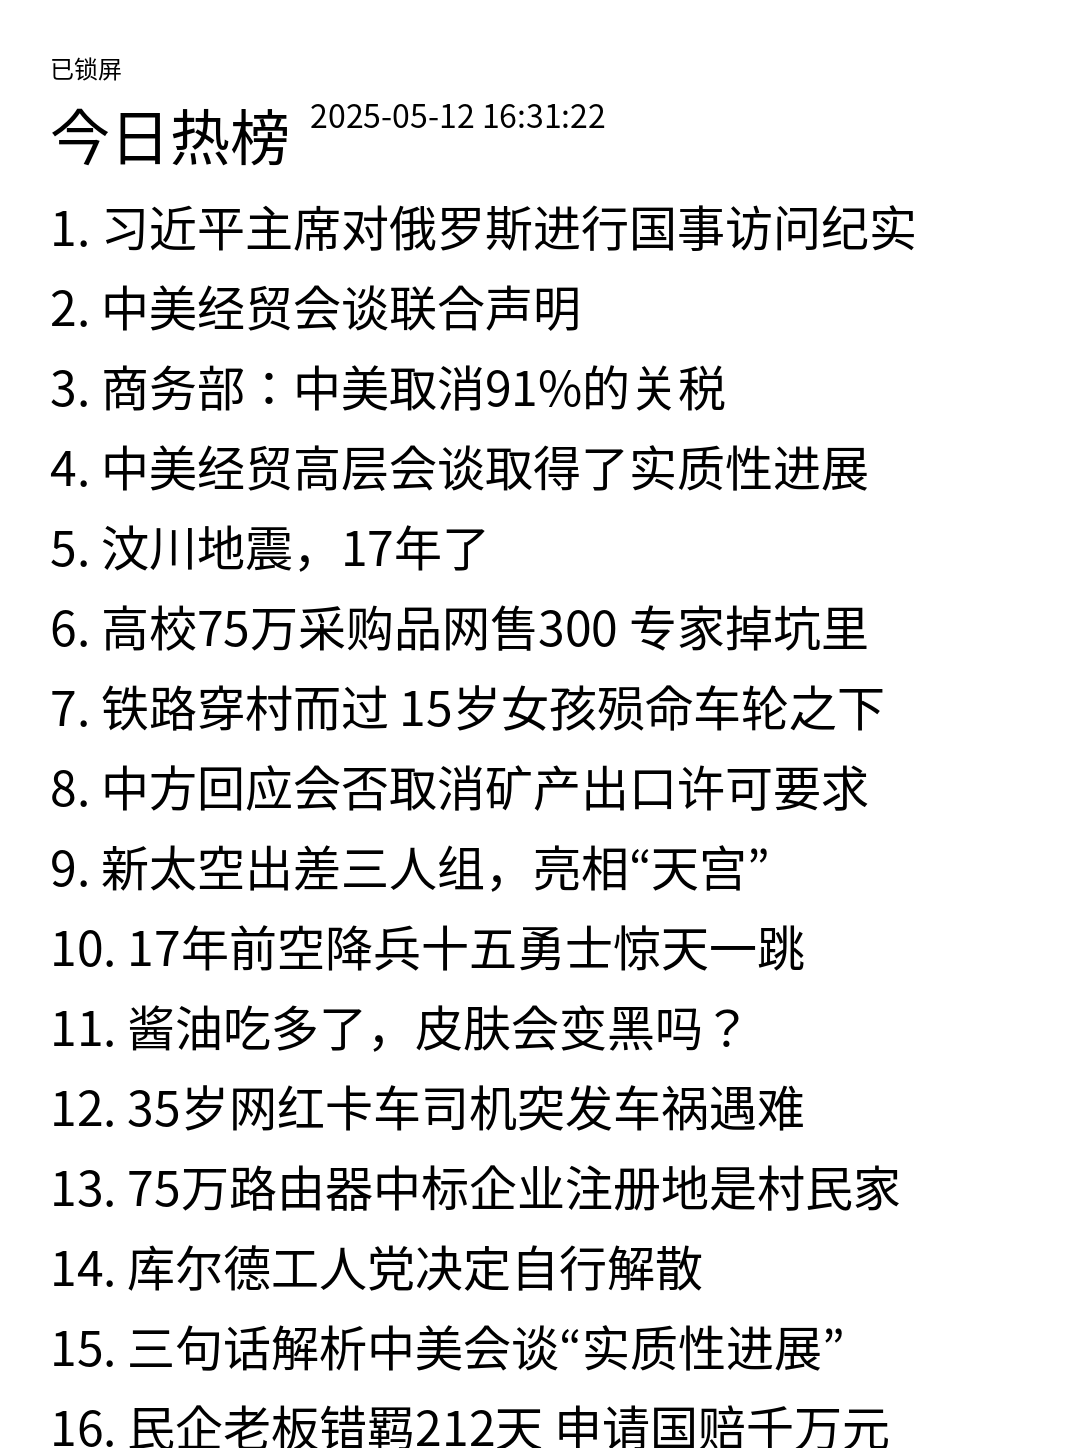 已锁屏
今日热榜 2025-05-12 16:31:22
1. 习近平主席对俄罗斯进行国事访问纪实
2. 中美经贸会谈联合声明
3. 商务部：中美取消91%的关税
4. 中美经贸高层会谈取得了实质性进展
5. 汶川地震，17年了
6. 高校75万采购品网售300 专家掉坑里
7. 铁路穿村而过 15岁女孩殒命车轮之下
8. 中方回应会否取消矿产出口许可要求
9. 新太空出差三人组，亮相“天宫”
10. 17年前空降兵十五勇士惊天一跳
11. 酱油吃多了，皮肤会变黑吗？
12. 35岁网红卡车司机突发车祸遇难
13. 75万路由器中标企业注册地是村民家
14. 库尔德工人党决定自行解散
15. 三句话解析中美会谈“实质性进展”
16. 民企老板错羁212天 申请国赔千万元